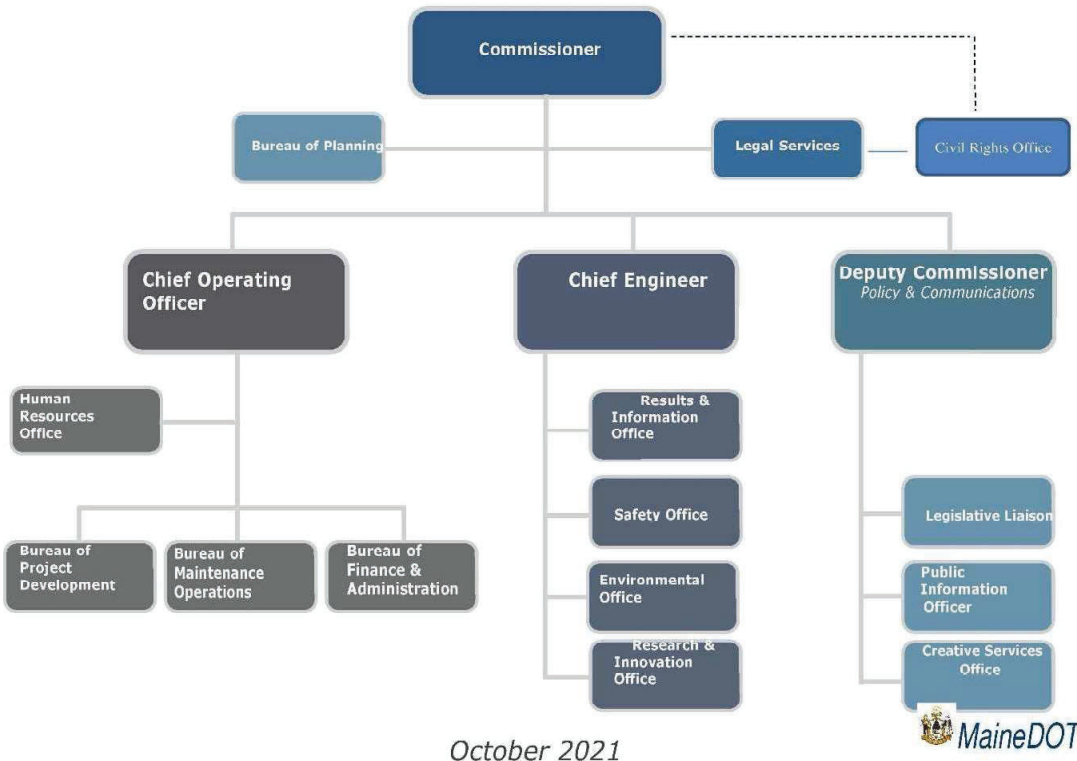 Commissioner
Bureau of Planning
Legal Services
Civil Rights Office
Chief Operating
Officer
Chief Engineer
Deputy Commissioner
Policy & Communications
Human
Resources
Office
Bureau of
Project
Development
Bureau of
Maintenance
Operations
Bureau of
Finance &
Administration
Results &
Information
Office
Safety Office
Environmental
Office
Research &
Innovation
Office
Legislative Liaison
Public
Information
Officer
Creative Services
Office
October 2021
MaineDOT